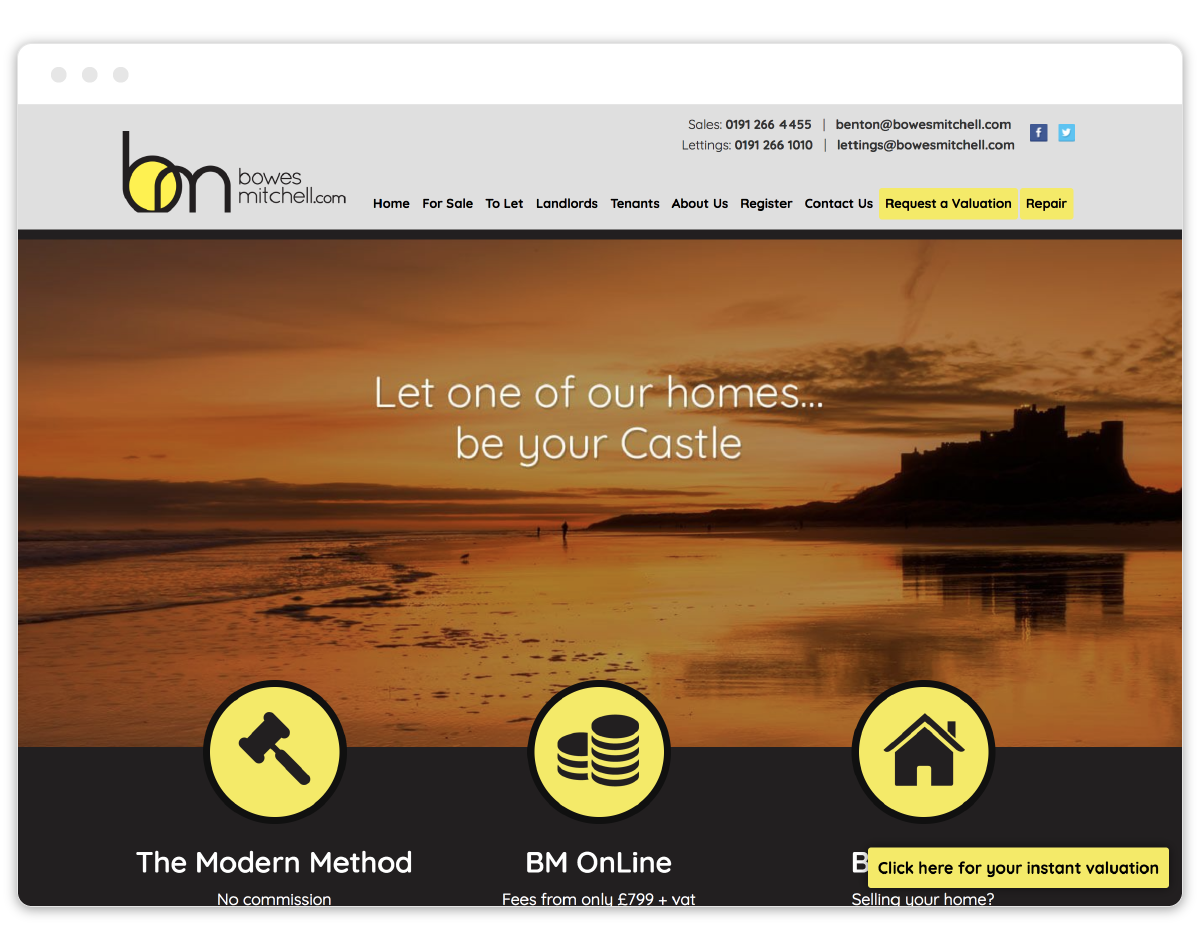 Sales: 0191 266 4455 | benton@bowesmitchell.com
Lettings: 0191 266 1010 | lettings@bowesmitchell.com
f
bm
bowes
mitchell.com
Home For Sale To Let Landlords Tenants About Us Register Contact Us Request a Valuation Repair
Let one of our homes...
be your Castle
The Modern Method BM OnLine B
Click here for your instant valuation
No commission Fees from only £799 + vat Selling your home?